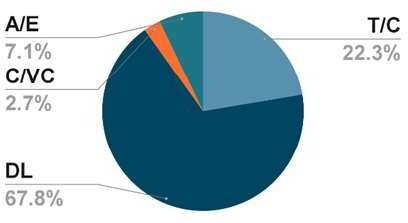 A/E
7.1%
C/VC
2.7%
DL
67.8%
T/C
22.3%